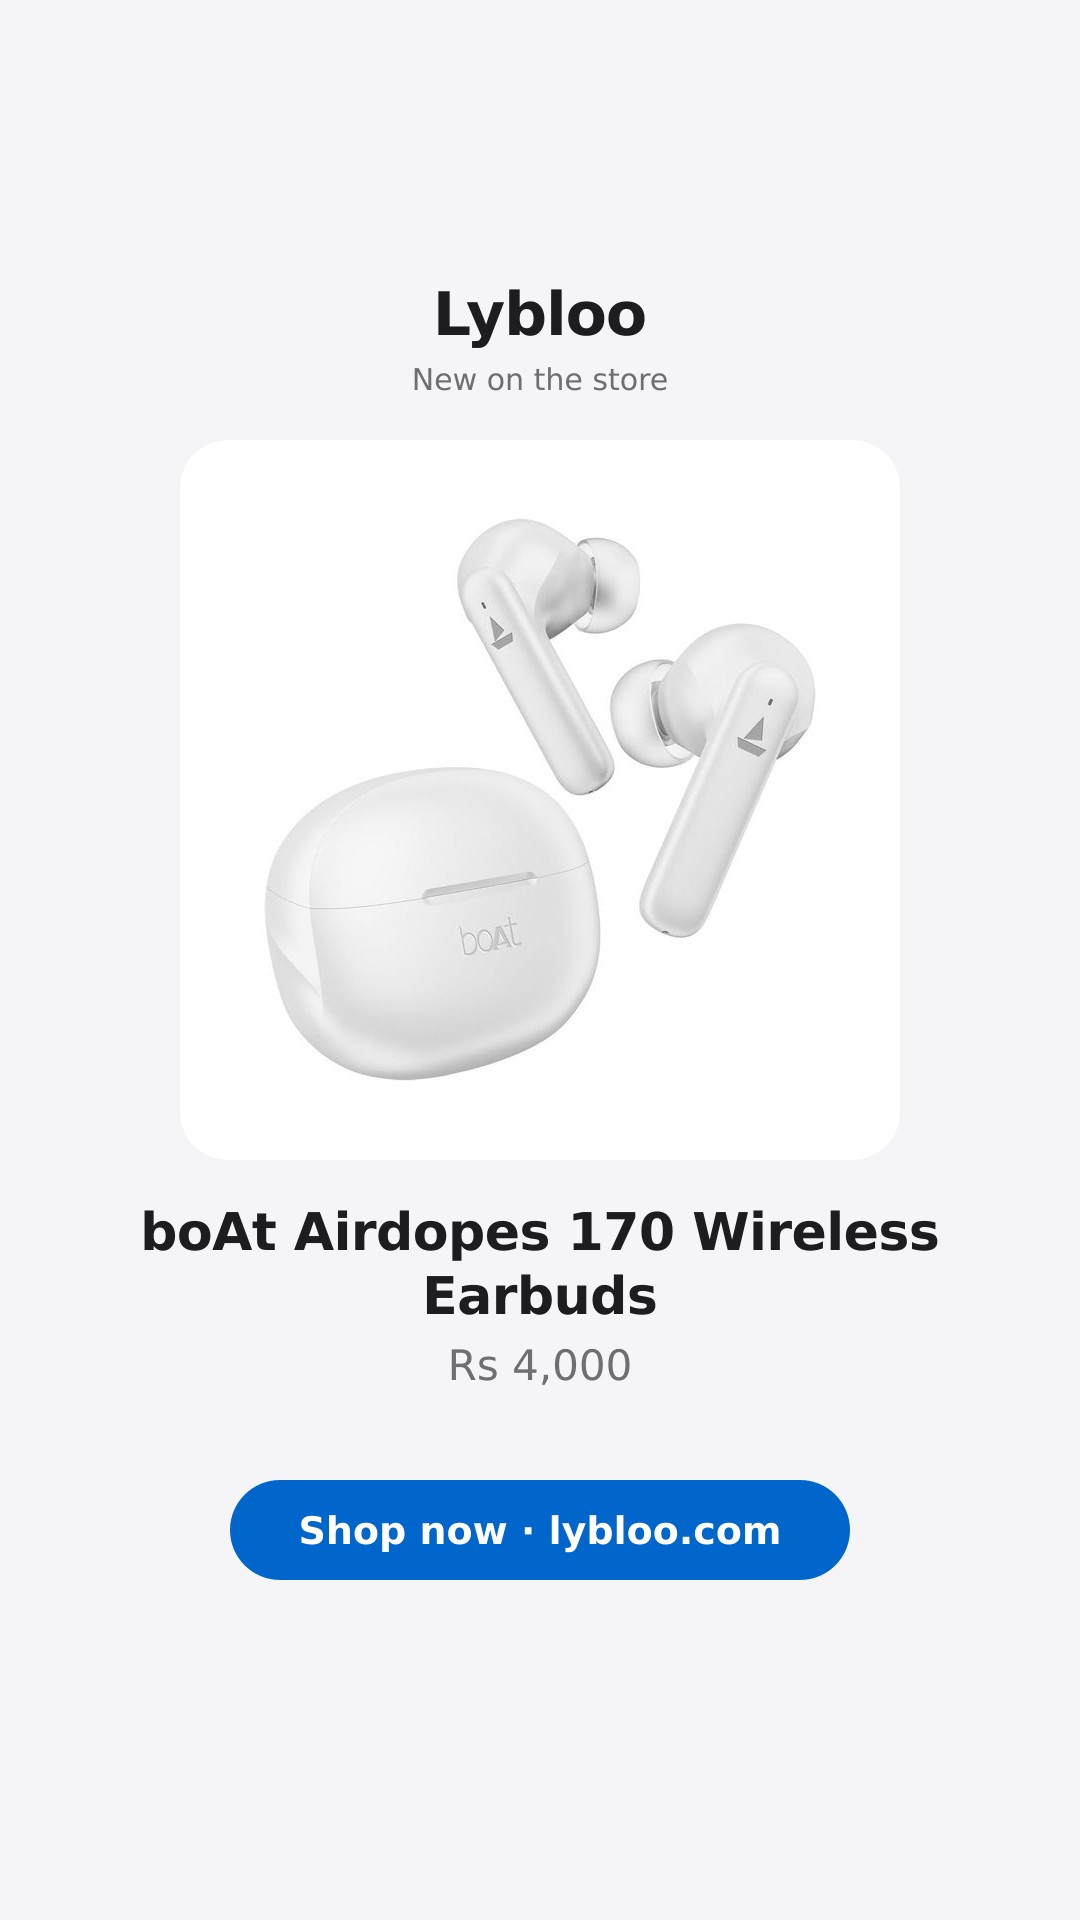 Lybloo
New on the store
boAt
boAt Airdopes 170 Wireless
Earbuds
Rs 4,000
Shop now · lybloo.com